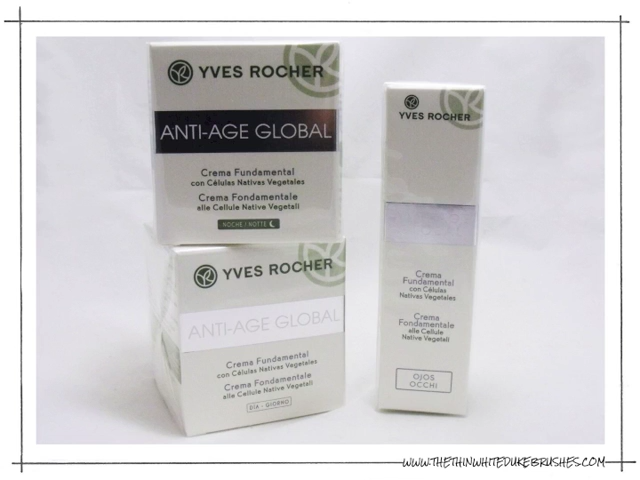 YVES ROCHER
ANTI-AGE GLOBAL
Crema Fundamental
con Células Nativas Vegetales
Crema Fondamentale
alle Cellule Native Vegetali
NOCHE / NOTTE
YVES ROCHER
ANTI-AGE GLOBAL
Crema Fundamental
con Células Nativas Vegetales
Crema Fondamentale
alle Cellule Native Vegetali
DÍA - GIORNO
YVES ROCHER
Crema
Fundamental
con Células
Nativas Vegetales
Crema
Fondamentale
alle Cellule
Native Vegetali
OJOS
OCCHI
WWW.THETHINWHITEDUKEBRUSHES.COM